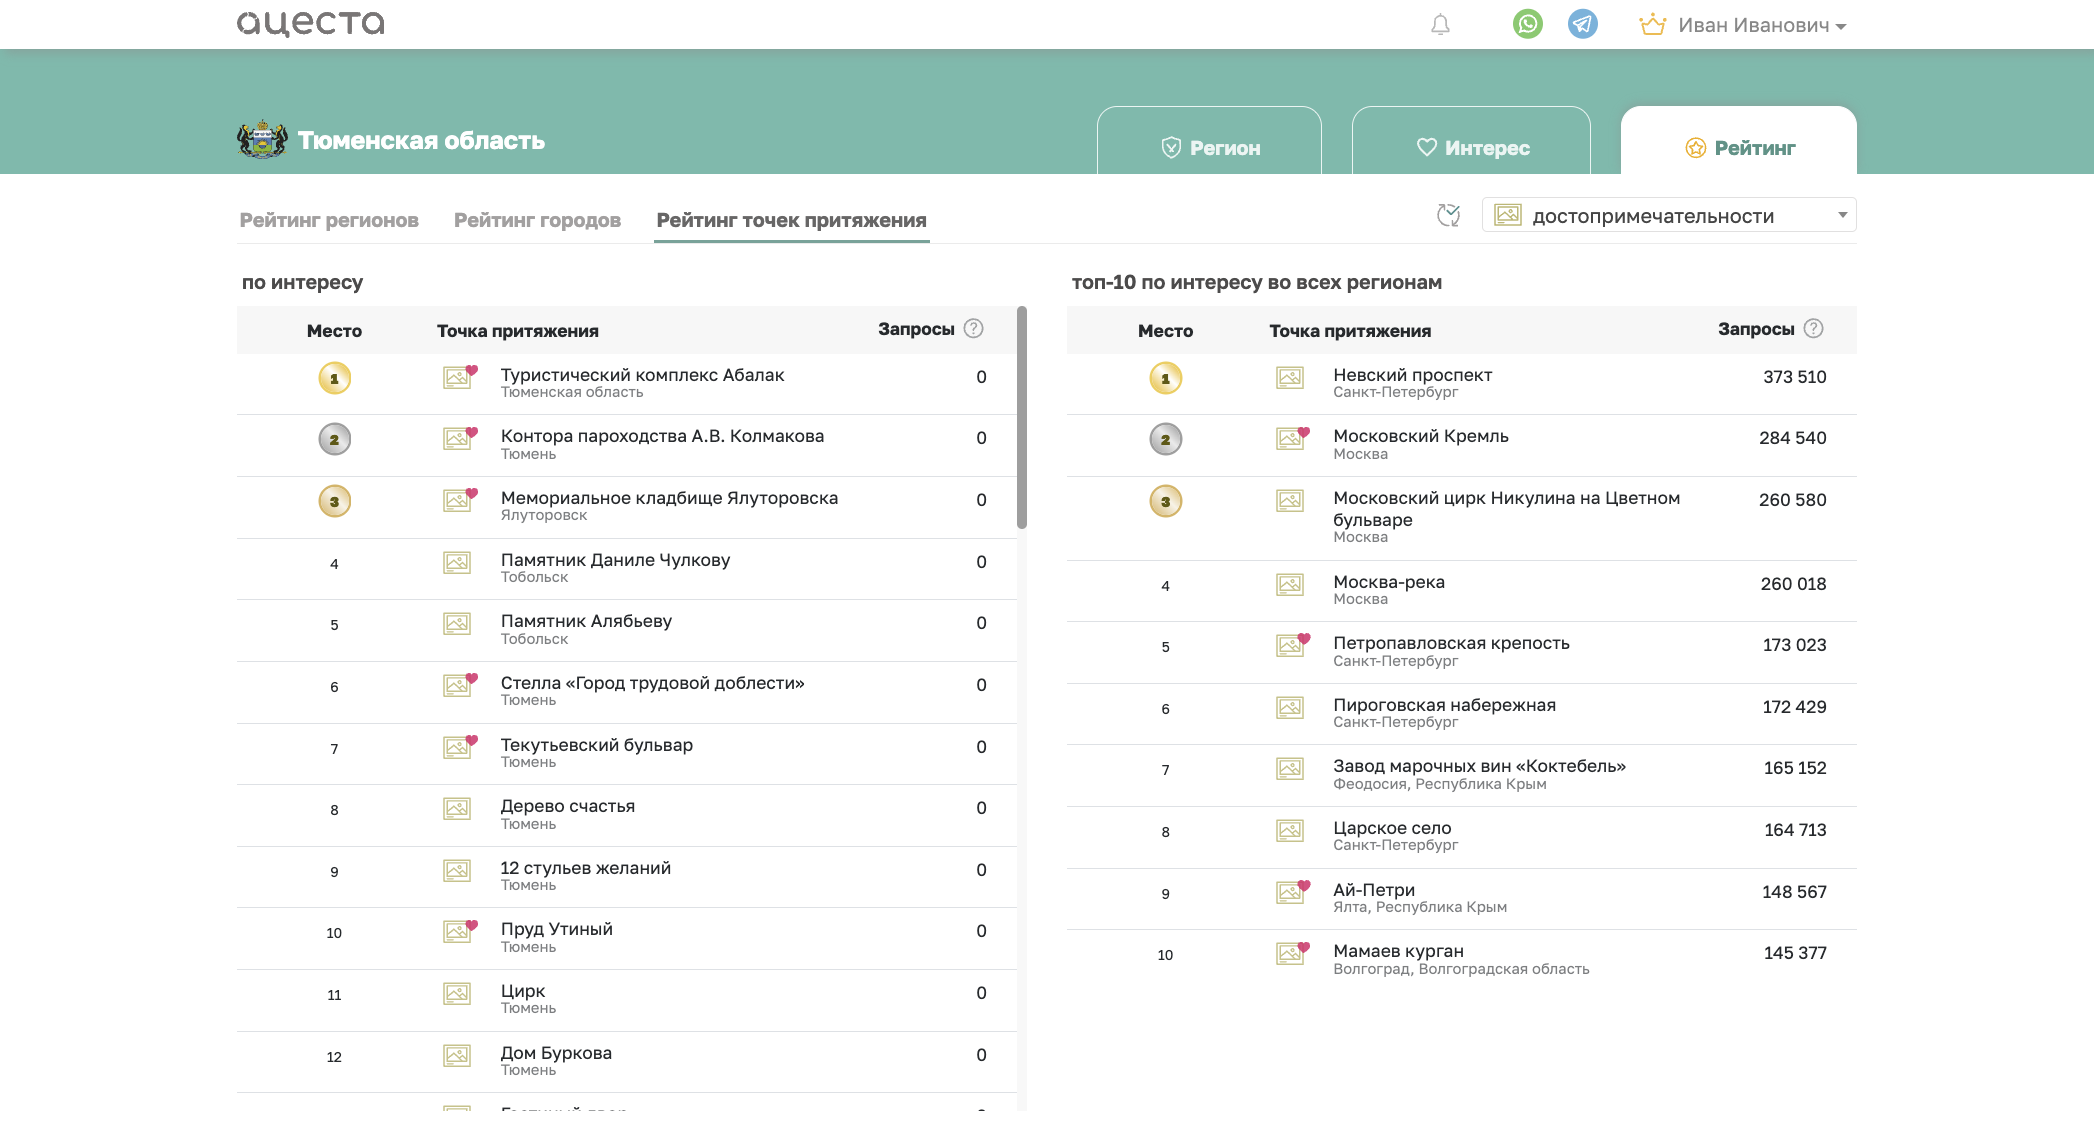 ацеста
Иван Иванович
Тюменская область
Регион
Интерес
Рейтинг
Рейтинг регионов
Рейтинг городов
Рейтинг точек притяжения
достопримечательности
по интересу
Место Точка притяжения Запросы ?
1 Туристический комплекс Абалак 0
Тюменская область
2 Контора пароходства А.В. Колмакова 0
Тюмень
3 Мемориальное кладбище Ялуторовска 0
Ялуторовск
4 Памятник Даниле Чулкову 0
Тобольск
5 Памятник Алябьеву 0
Тобольск
6 Стелла «Город трудовой доблести» 0
Тюмень
7 Текутьевский бульвар 0
Тюмень
8 Дерево счастья 0
Тюмень
9 12 стульев желаний 0
Тюмень
10 Пруд Утиный 0
Тюмень
11 Цирк 0
Тюмень
12 Дом Буркова 0
Тюмень
топ-10 по интересу во всех регионам
Место Точка притяжения Запросы ?
1 Невский проспект 373 510
Санкт-Петербург
2 Московский Кремль 284 540
Москва
3 Московский цирк Никулина на Цветном 260 580
бульваре
Москва
4 Москва-река 260 018
Москва
5 Петропавловская крепость 173 023
Санкт-Петербург
6 Пироговская набережная 172 429
Санкт-Петербург
7 Завод марочных вин «Коктебель» 165 152
Феодосия, Республика Крым
8 Царское село 164 713
Санкт-Петербург
9 Ай-Петри 148 567
Ялта, Республика Крым
10 Мамаев курган 145 377
Волгоград, Волгоградская область